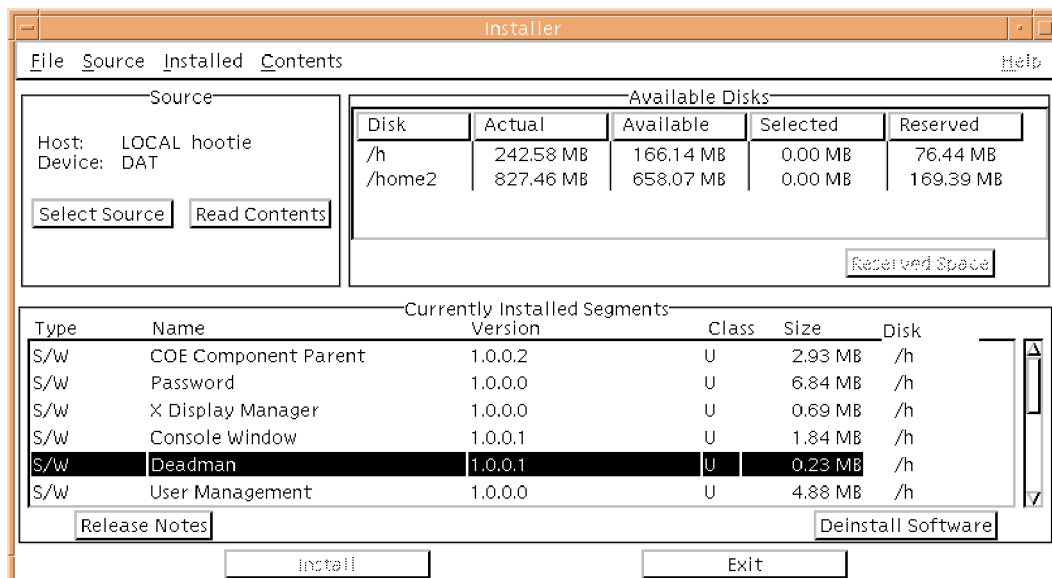 Installer
File Source Installed Contents Help
Source
Host: LOCAL hootie
Device: DAT
Select Source Read Contents
Available Disks
Disk Actual Available Selected Reserved
/h 242.58 MB 166.14 MB 0.00 MB 76.44 MB
/home2 827.46 MB 658.07 MB 0.00 MB 169.39 MB
Reserved Space
Currently Installed Segments
Type Name Version Class Size Disk
S/W COE Component Parent 1.0.0.2 U 2.93 MB /h
S/W Password 1.0.0.0 U 6.84 MB /h
S/W X Display Manager 1.0.0.0 U 0.69 MB /h
S/W Console Window 1.0.0.1 U 1.84 MB /h
S/W Deadman 1.0.0.1 U 0.23 MB /h
S/W User Management 1.0.0.0 U 4.88 MB /h
Release Notes Deinstall Software
Install Exit